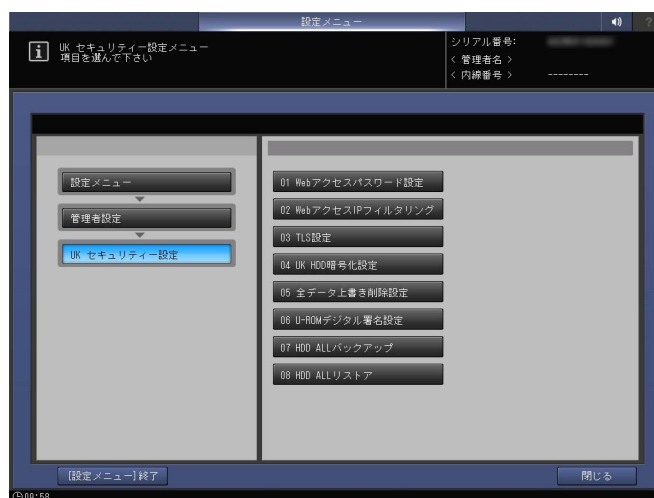 設定メニュー
?
i
UK セキュリティー設定メニュー
項目を選んで下さい
シリアル番号:
< 管理者名 >
< 内線番号 > --------
設定メニュー
管理者設定
UK セキュリティー設定
01 Webアクセスパスワード設定
02 WebアクセスIPフィルタリング
03 TLS設定
04 UK HDD暗号化設定
05 全データ上書き削除設定
06 U-ROMデジタル署名設定
07 HDD ALLバックアップ
08 HDD ALLリストア
[設定メニュー]終了
閉じる
09:58